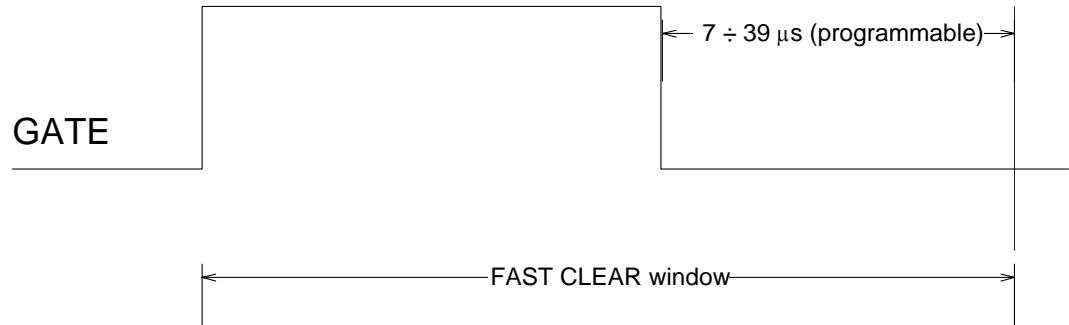 7 ÷ 39 μs (programmable)
GATE
FAST CLEAR window